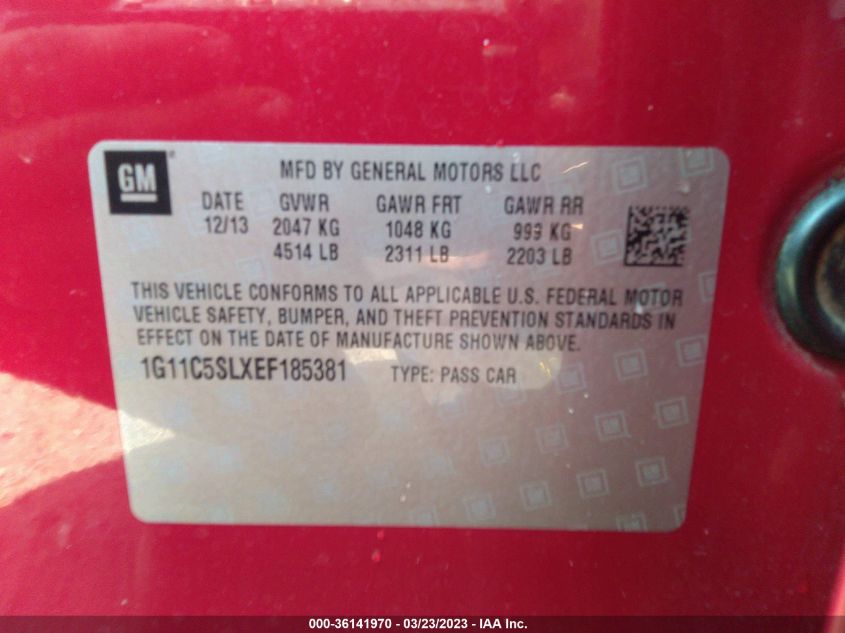 GM
MFD BY GENERAL MOTORS LLC
DATE GVWR GAWR FRT GAWR RR
12/13 2047 KG 1048 KG 999 KG
4514 LB 2311 LB 2203 LB
THIS VEHICLE CONFORMS TO ALL APPLICABLE U.S. FEDERAL MOTOR
VEHICLE SAFETY, BUMPER, AND THEFT PREVENTION STANDARDS IN
EFFECT ON THE DATE OF MANUFACTURE SHOWN ABOVE.
1G11C5SLXEF185381 TYPE: PASS CAR
000-36141970 - 03/23/2023 - IAA Inc.